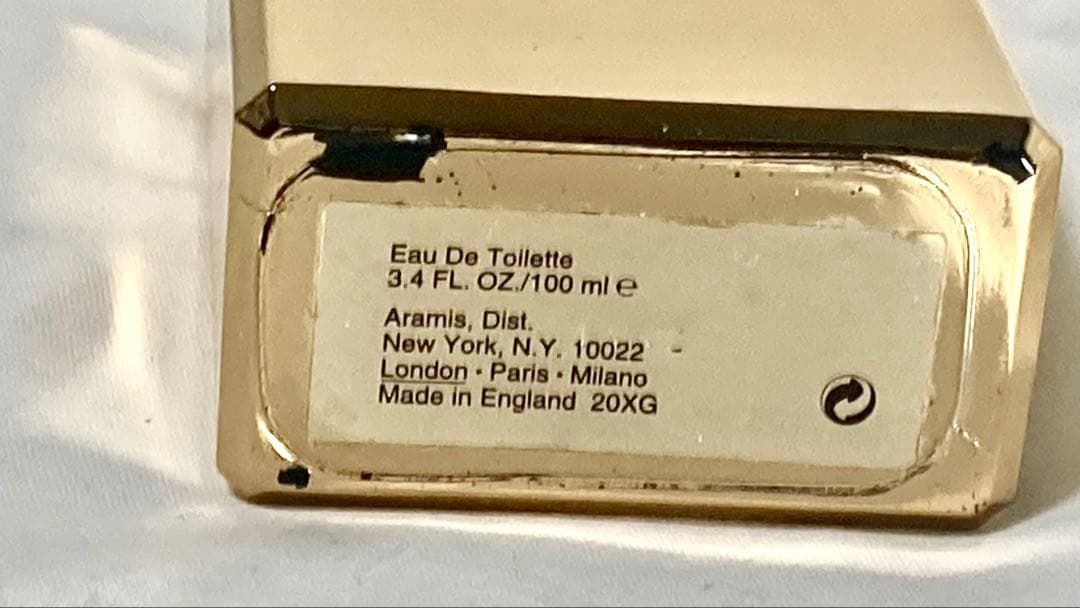 Eau De Toilette
3.4 FL. OZ./100 ml ℮
Aramis, Dist.
New York, N.Y. 10022 -
London · Paris · Milano
Made in England 20XG